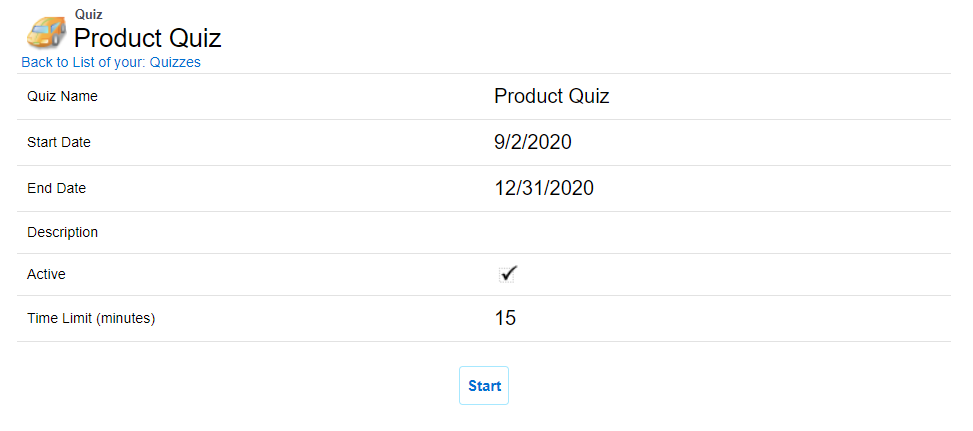 Quiz
Product Quiz
Back to List of your: Quizzes
Quiz Name Product Quiz
Start Date 9/2/2020
End Date 12/31/2020
Description
Active
Time Limit (minutes) 15
Start